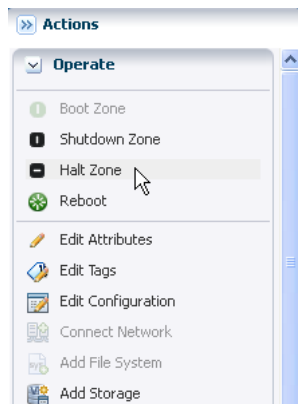 Actions
Operate
Boot Zone
Shutdown Zone
Halt Zone
Reboot
Edit Attributes
Edit Tags
Edit Configuration
Connect Network
Add File System
Add Storage